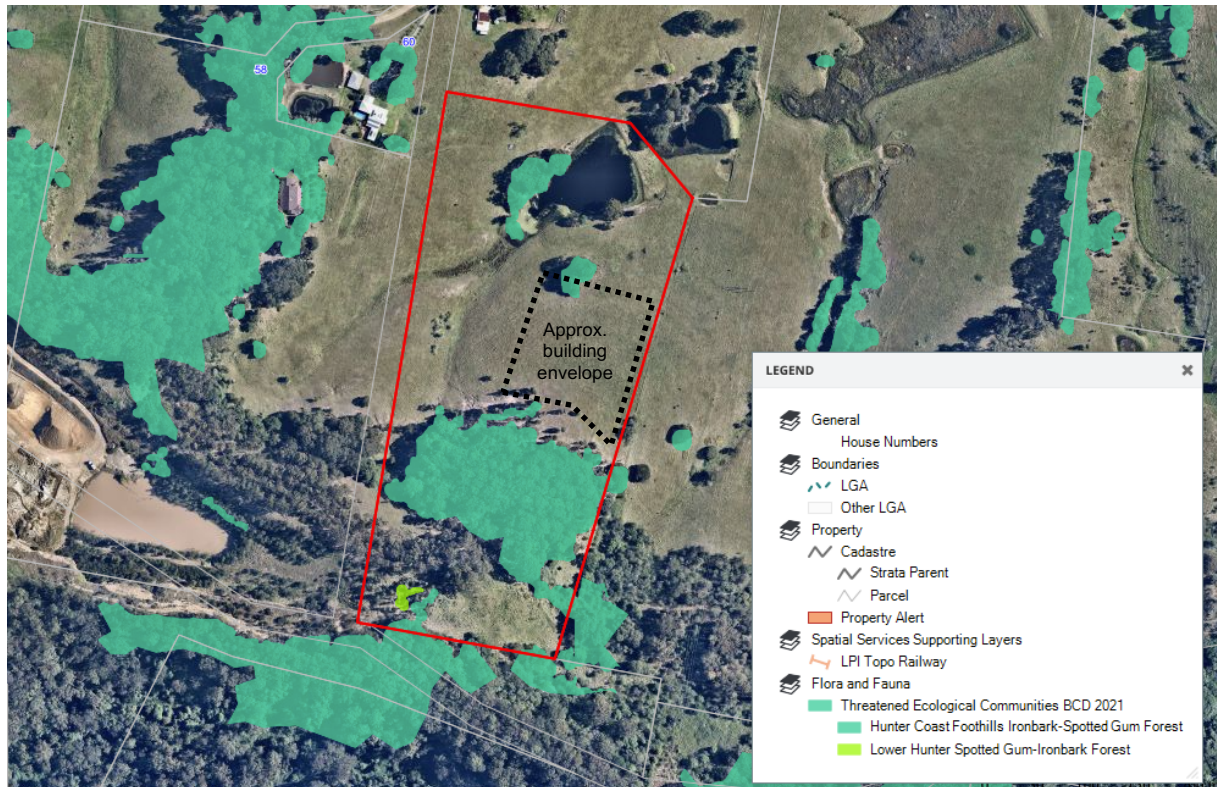 60
58
Approx.
building
envelope
LEGEND
General
House Numbers
Boundaries
LGA
Other LGA
Property
Cadastre
Strata Parent
Parcel
Property Alert
Spatial Services Supporting Layers
LPI Topo Railway
Flora and Fauna
Threatened Ecological Communities BCD 2021
Hunter Coast Foothills Ironbark-Spotted Gum Forest
Lower Hunter Spotted Gum-Ironbark Forest